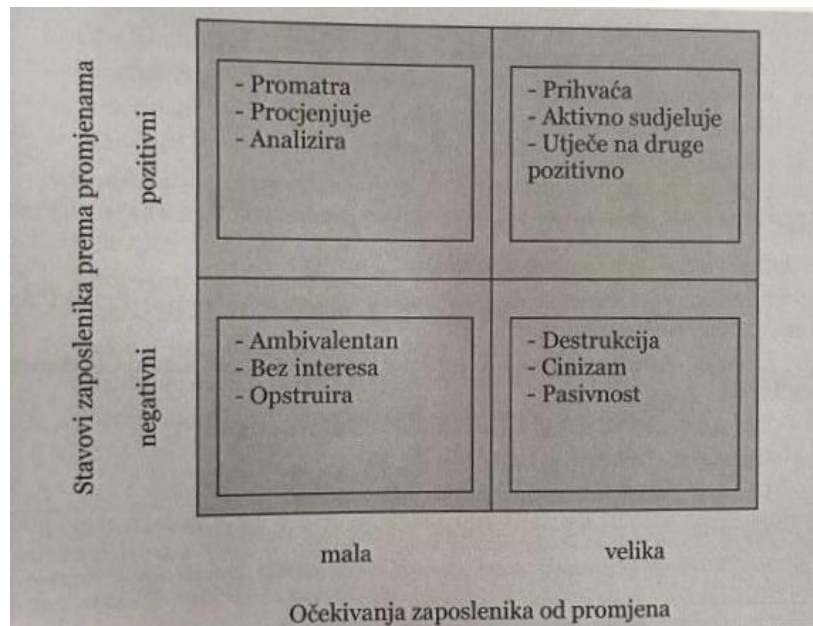 Stavovi zaposlenika prema promjenama
pozitivni
- Promatra
- Procjenjuje
- Analizira
- Prihvaća
- Aktivno sudjeluje
- Utječe na druge
pozitivno
negativni
- Ambivalentan
- Bez interesa
- Opstruira
- Destrukcija
- Cinizam
- Pasivnost
mala
velika
Očekivanja zaposlenika od promjena